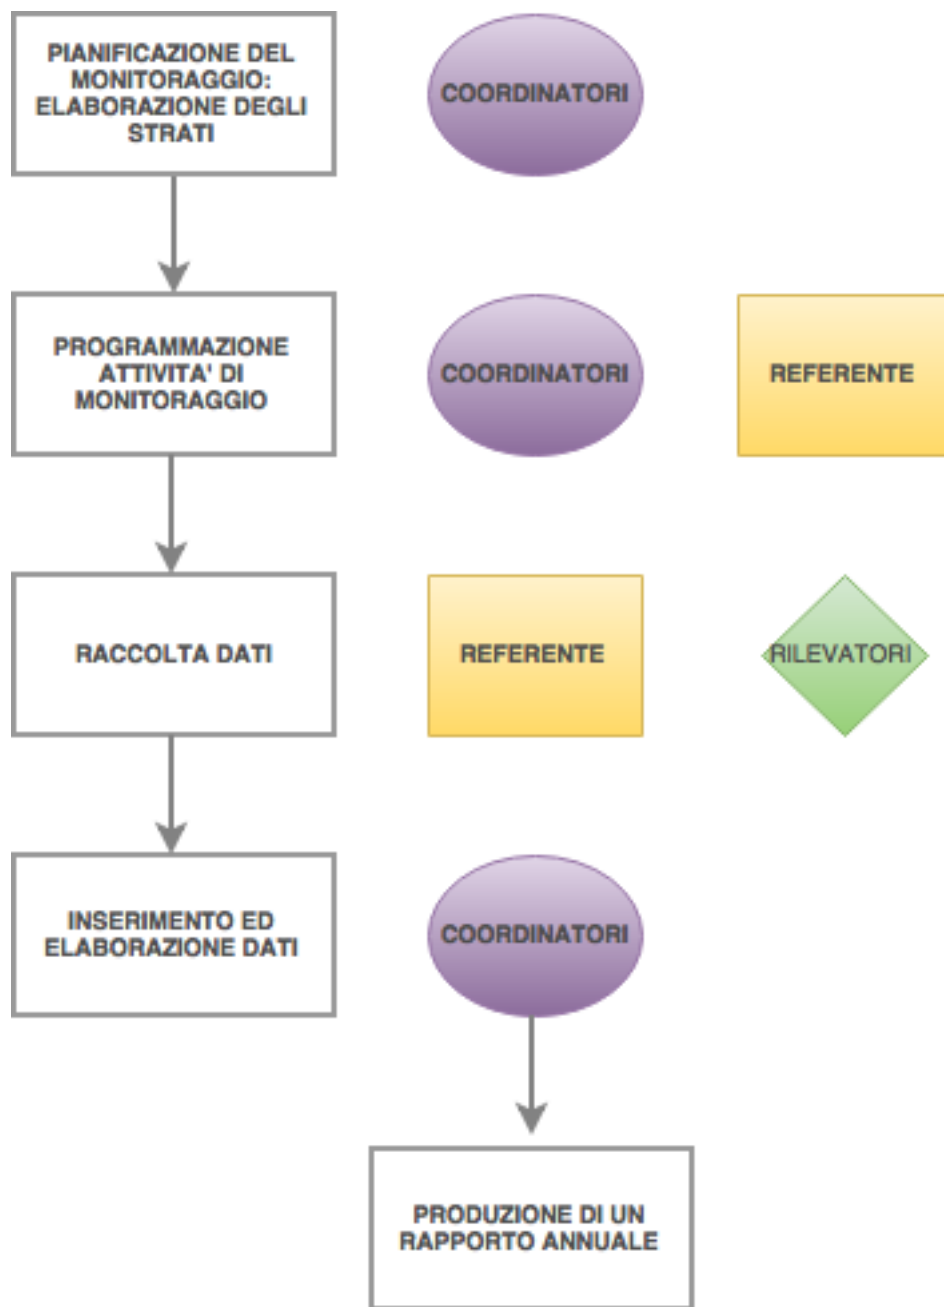 PIANIFICAZIONE DEL
MONITORAGGIO:
ELABORAZIONE DEGLI
STRATI
COORDINATORI
PROGRAMMAZIONE
ATTIVITA' DI
MONITORAGGIO
COORDINATORI
REFERENTE
RACCOLTA DATI
REFERENTE
RILEVATORI
INSERIMENTO ED
ELABORAZIONE DATI
COORDINATORI
PRODUZIONE DI UN
RAPPORTO ANNUALE